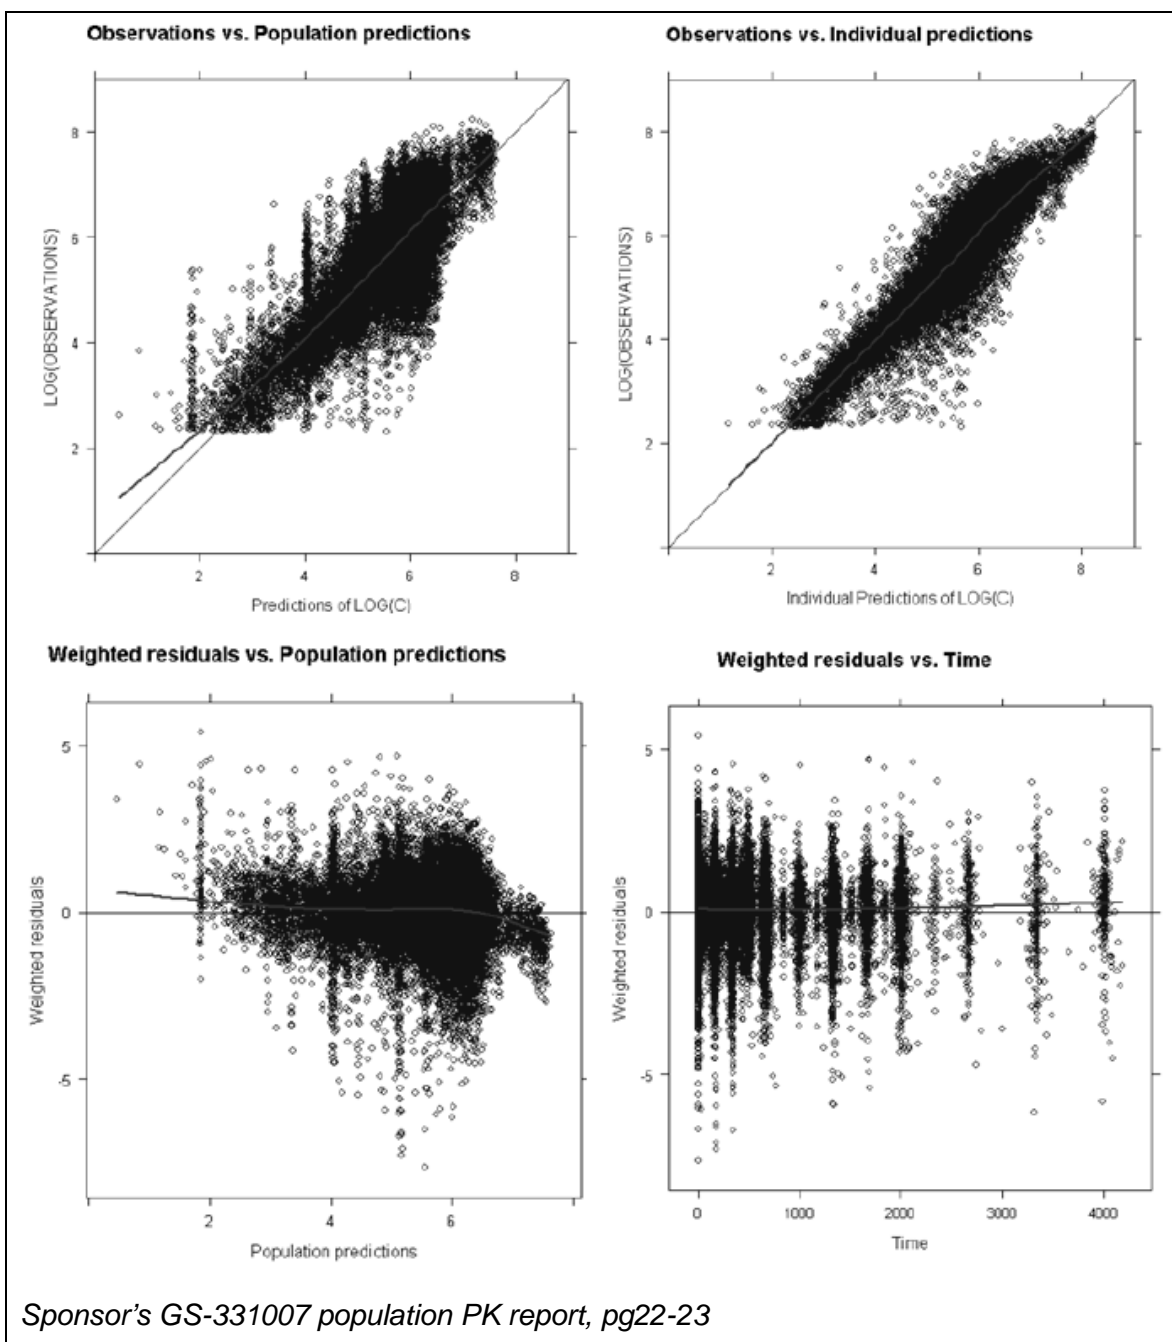 Observations vs. Population predictions
Observations vs. Individual predictions
LOG(OBSERVATIONS)
8
6
4
2
2 4 6 8
Predictions of LOG(C)
LOG(OBSERVATIONS)
8
6
4
2
2 4 6 8
Individual Predictions of LOG(C)
Weighted residuals vs. Population predictions
Weighted residuals vs. Time
Weighted residuals
5
0
-5
2 4 6
Population predictions
Weighted residuals
5
0
-5
0 1000 2000 3000 4000
Time
Sponsor's GS-331007 population PK report, pg22-23